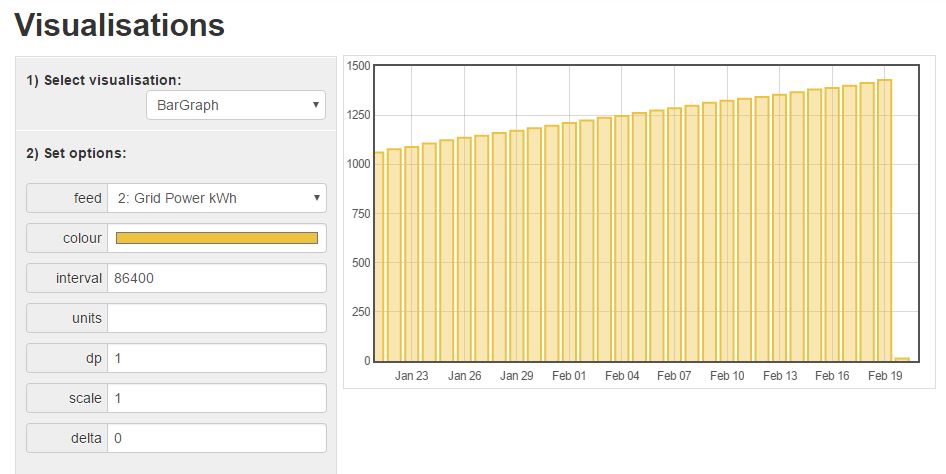 Visualisations
1) Select visualisation:
BarGraph
2) Set options:
feed 2: Grid Power kWh
colour
interval 86400
units
dp 1
scale 1
delta 0
1500
1250
1000
750
500
250
0
Jan 23 Jan 26 Jan 29 Feb 01 Feb 04 Feb 07 Feb 10 Feb 13 Feb 16 Feb 19